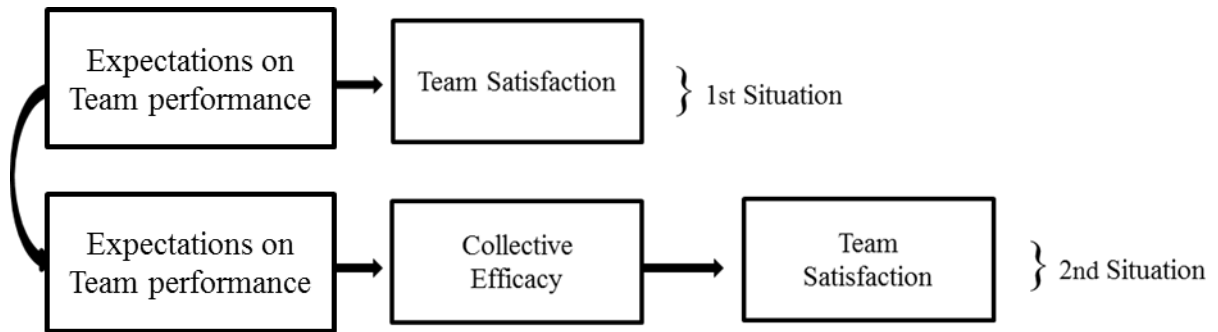 Expectations on
Team performance
Team Satisfaction
} 1st Situation
Expectations on
Team performance
Collective
Efficacy
Team
Satisfaction
} 2nd Situation